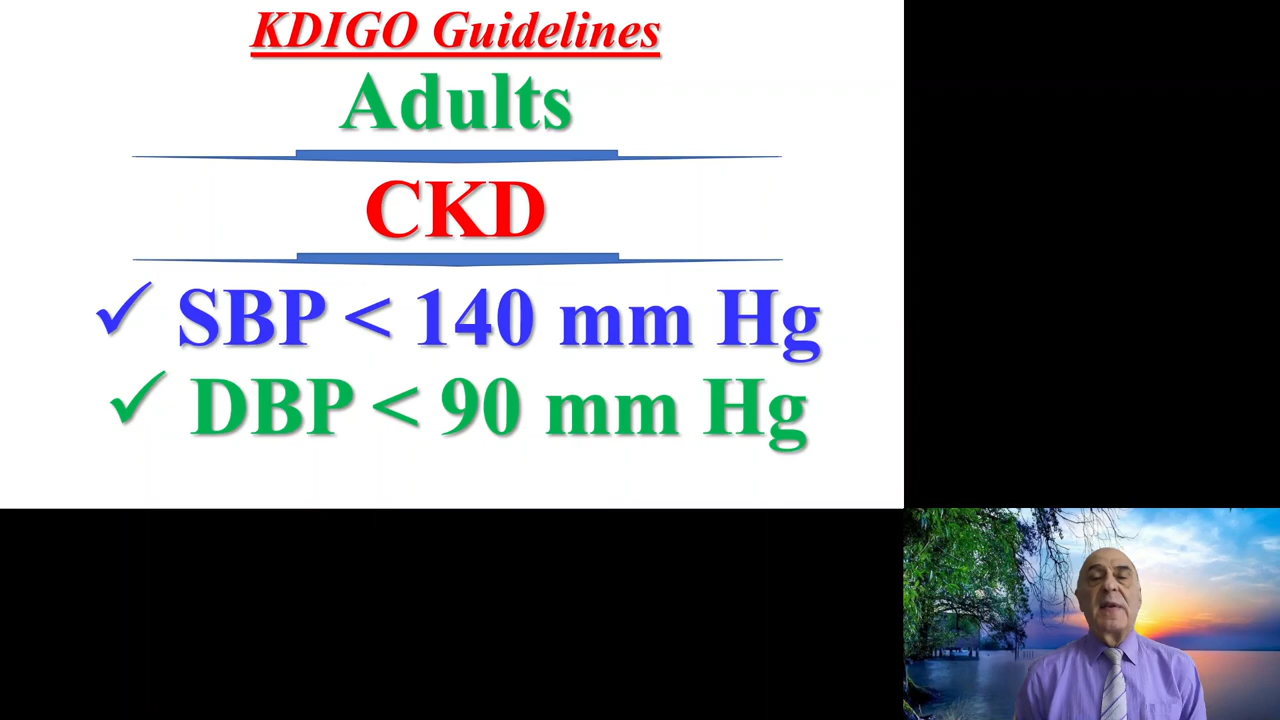 KDIGO Guidelines
Adults
CKD
✓ SBP < 140 mm Hg
✓ DBP < 90 mm Hg